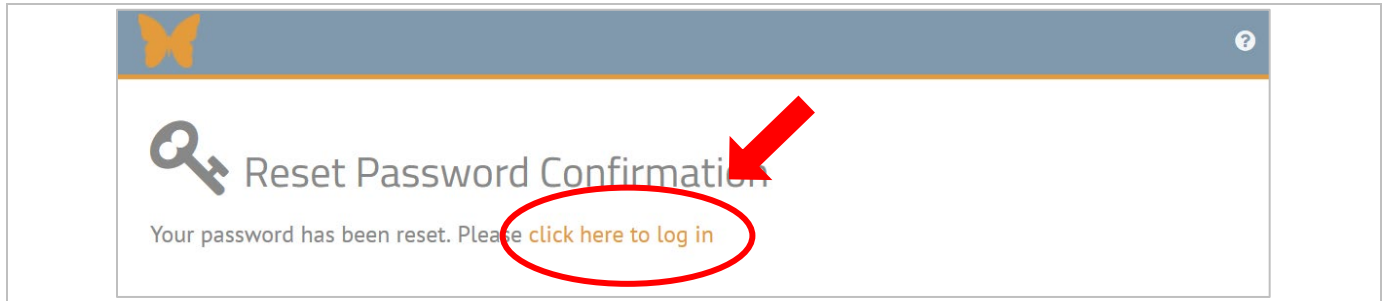 ?
Reset Password Confirmation
Your password has been reset. Please click here to log in